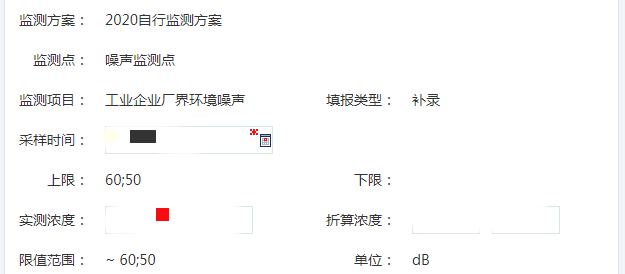 监测方案： 2020自行监测方案
监测点： 噪声监测点
监测项目： 工业企业厂界环境噪声 填报类型： 补录
采样时间：
上限： 60;50 下限：
实测浓度： 折算浓度：
限值范围： ~ 60;50 单位： dB